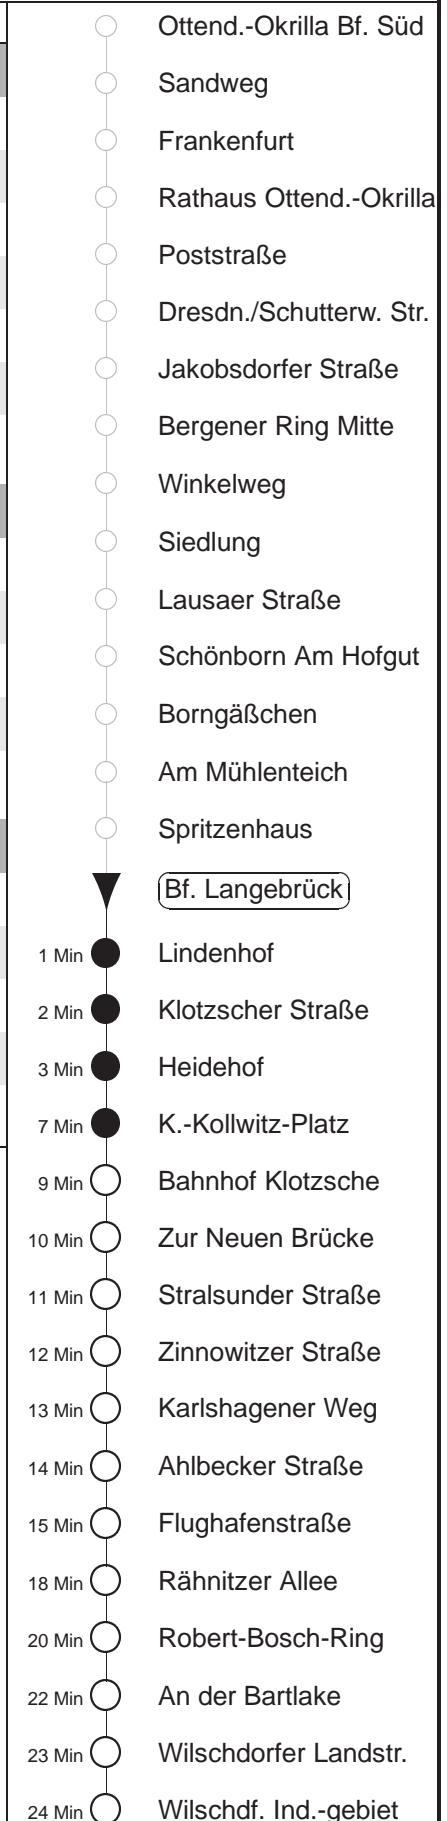 Ottend.-Okrilla Bf. Süd
Sandweg
Frankenfurt
Rathaus Ottend.-Okrilla
Poststraße
Dresdn./Schutterw. Str.
Jakobsdorfer Straße
Bergener Ring Mitte
Winkelweg
Siedlung
Lausaer Straße
Schönborn Am Hofgut
Borngäßchen
Am Mühlenteich
Spritzenhaus
Bf. Langebrück
1 Min Lindenhof
2 Min Klotzscher Straße
3 Min Heidehof
7 Min K.-Kollwitz-Platz
9 Min Bahnhof Klotzsche
10 Min Zur Neuen Brücke
11 Min Stralsunder Straße
12 Min Zinnowitzer Straße
13 Min Karlshagener Weg
14 Min Ahlbecker Straße
15 Min Flughafenstraße
18 Min Rähnitzer Allee
20 Min Robert-Bosch-Ring
22 Min An der Bartlake
23 Min Wilschdorfer Landstr.
24 Min Wilschdf. Ind.-gebiet